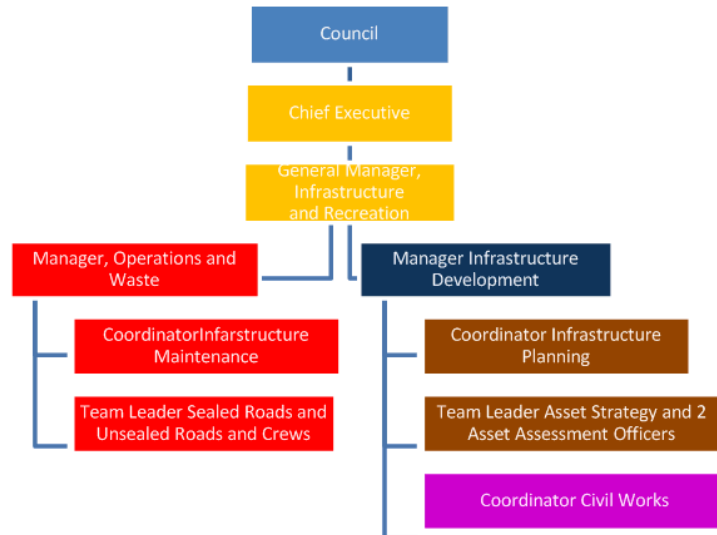 Council
Chief Executive
General Manager,
Infrastructure
and Recreation
Manager, Operations and
Waste
Manager Infrastructure
Development
CoordinatorInfarstructure
Maintenance
Coordinator Infrastructure
Planning
Team Leader Sealed Roads and
Unsealed Roads and Crews
Team Leader Asset Strategy and 2
Asset Assessment Officers
Coordinator Civil Works